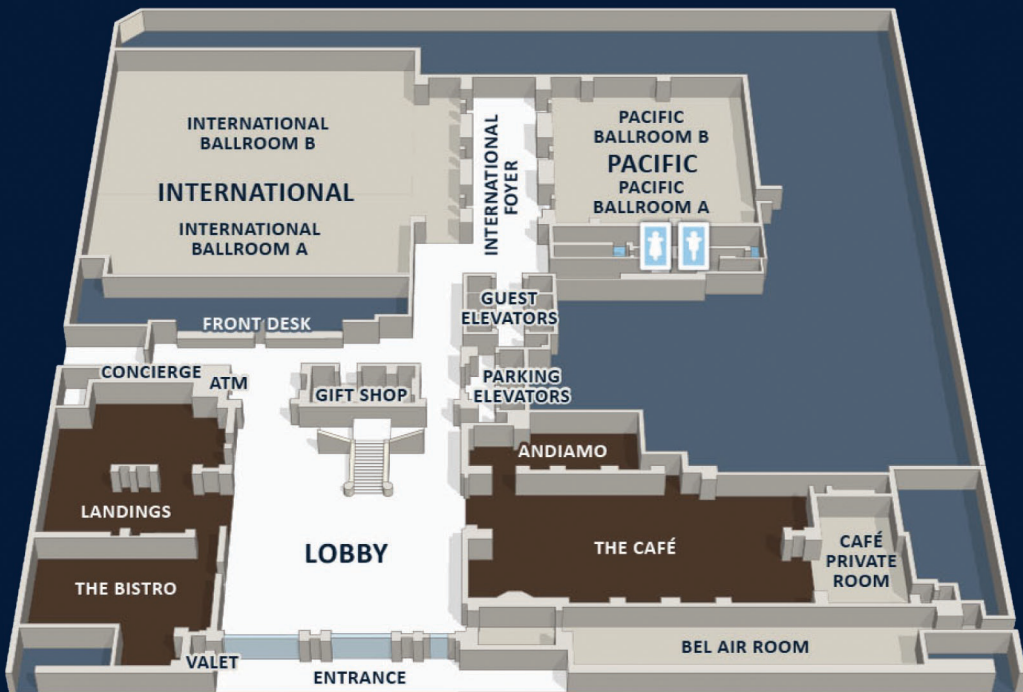 INTERNATIONAL
BALLROOM B
INTERNATIONAL
INTERNATIONAL
BALLROOM A
INTERNATIONAL
FOYER
PACIFIC
BALLROOM B
PACIFIC
PACIFIC
BALLROOM A
GUEST
ELEVATORS
FRONT DESK
CONCIERGE
ATM
GIFT SHOP
PARKING
ELEVATORS
ANDIAMO
LANDINGS
LOBBY
THE CAFÉ
CAFÉ
PRIVATE
ROOM
THE BISTRO
VALET
ENTRANCE
BEL AIR ROOM